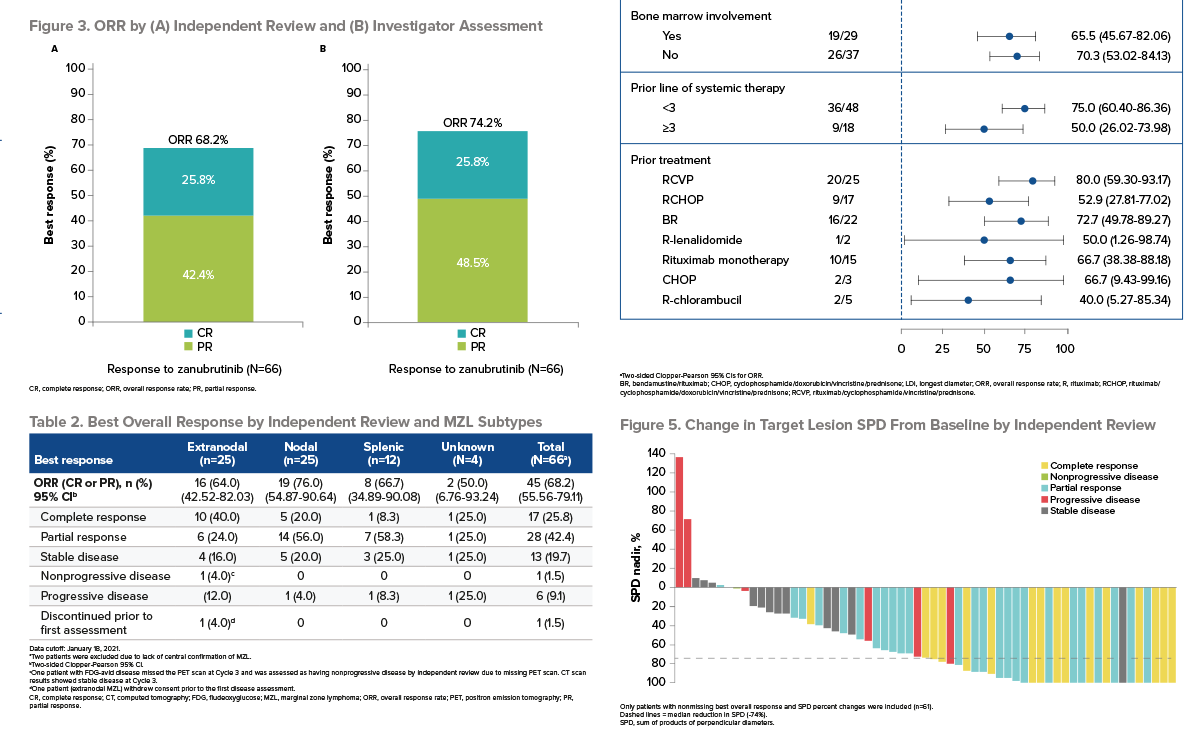 Figure 3. ORR by (A) Independent Review and (B) Investigator Assessment
A
100
90
80
70
60
50
40
30
20
10
0
Best response (%)
ORR 68.2%
25.8%
42.4%
CR
PR
Response to zanubrutinib (N=66)
B
100
90
80
70
60
50
40
30
20
10
0
Best response (%)
ORR 74.2%
25.8%
48.5%
CR
PR
Response to zanubrutinib (N=66)
CR, complete response; ORR, overall response rate; PR, partial response.
Table 2. Best Overall Response by Independent Review and MZL Subtypes
Best response Extranodal (n=25) Nodal (n=25) Splenic (n=12) Unknown (N=4) Total (N=66ᵃ)
ORR (CR or PR), n (%) 16 (64.0) 19 (76.0) 8 (66.7) 2 (50.0) 45 (68.2)
95% CIᵇ (42.52-82.03) (54.87-90.64) (34.89-90.08) (6.76-93.24) (55.56-79.11)
Complete response 10 (40.0) 5 (20.0) 1 (8.3) 1 (25.0) 17 (25.8)
Partial response 6 (24.0) 14 (56.0) 7 (58.3) 1 (25.0) 28 (42.4)
Stable disease 4 (16.0) 5 (20.0) 3 (25.0) 1 (25.0) 13 (19.7)
Nonprogressive disease 1 (4.0)ᶜ 0 0 0 1 (1.5)
Progressive disease (12.0) 1 (4.0) 1 (8.3) 1 (25.0) 6 (9.1)
Discontinued prior to
first assessment 1 (4.0)ᵈ 0 0 0 1 (1.5)
Data cutoff: January 18, 2021.
ᵃTwo patients were excluded due to lack of central confirmation of MZL.
ᵇTwo-sided Clopper-Pearson 95% CI.
ᶜOne patient with FDG-avid disease missed the PET scan at Cycle 3 and was assessed as having nonprogressive disease by independent review due to missing PET scan. CT scan
results showed stable disease at Cycle 3.
ᵈOne patient (extranodal MZL) withdrew consent prior to the first disease assessment.
CR, complete response; CT, computed tomography; FDG, fludeoxyglucose; MZL, marginal zone lymphoma; ORR, overall response rate; PET, positron emission tomography; PR,
partial response.
Bone marrow involvement
Yes 19/29 65.5 (45.67-82.06)
No 26/37 70.3 (53.02-84.13)
Prior line of systemic therapy
<3 36/48 75.0 (60.40-86.36)
≥3 9/18 50.0 (26.02-73.98)
Prior treatment
RCVP 20/25 80.0 (59.30-93.17)
RCHOP 9/17 52.9 (27.81-77.02)
BR 16/22 72.7 (49.78-89.27)
R-lenalidomide 1/2 50.0 (1.26-98.74)
Rituximab monotherapy 10/15 66.7 (38.38-88.18)
CHOP 2/3 66.7 (9.43-99.16)
R-chlorambucil 2/5 40.0 (5.27-85.34)
0 25 50 75 100
ᵃTwo-sided Clopper-Pearson 95% CIs for ORR.
BR, bendamustine/rituximab; CHOP, cyclophosphamide/doxorubicin/vincristine/prednisone; LDi, longest diameter; ORR, overall response rate; R, rituximab; RCHOP, rituximab/
cyclophosphamide/doxorubicin/vincristine/prednisone; RCVP, rituximab/cyclophosphamide/vincristine/prednisone.
Figure 5. Change in Target Lesion SPD From Baseline by Independent Review
140
120
100
80
60
40
20
0
20
40
60
80
100
SPD nadir, %
Complete response
Nonprogressive disease
Partial response
Progressive disease
Stable disease
Only patients with nonmissing best overall response and SPD percent changes were included (n=61).
Dashed lines = median reduction in SPD (-74%).
SPD, sum of products of perpendicular diameters.